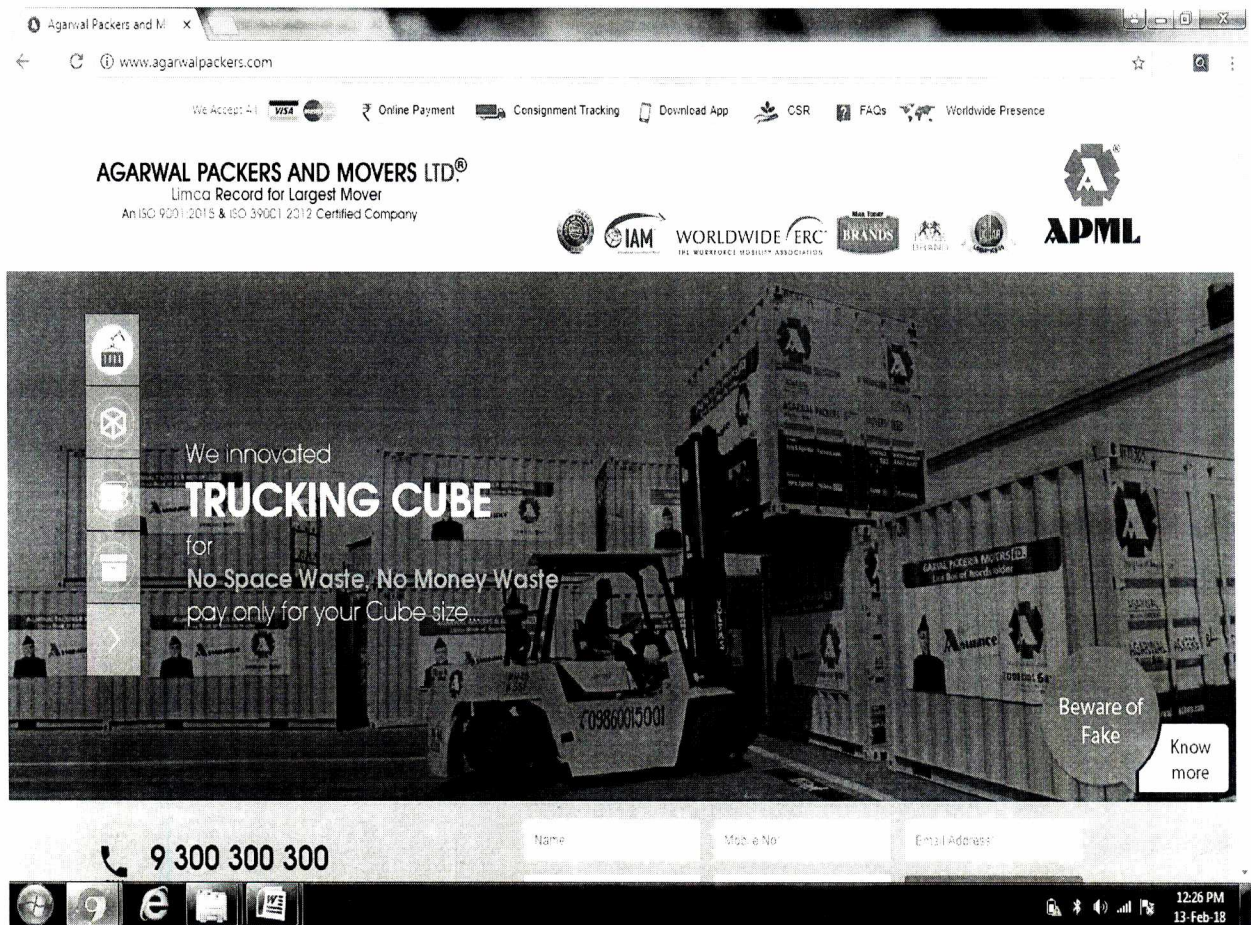 Agarwal Packers and M
www.agarwalpackers.com
We Accept All VISA Online Payment Consignment Tracking Download App CSR FAQs Worldwide Presence
AGARWAL PACKERS AND MOVERS LTD.®
Limca Record for Largest Mover
An ISO 9001:2015 & ISO 39001:2012 Certified Company
IAM WORLDWIDE ERC
THE WORKFORCE MOBILITY ASSOCIATION
BRANDS
A®
APML
We innovated
TRUCKING CUBE
for
No Space Waste, No Money Waste
pay only for your Cube size...
Assurance
C09860015001
Beware of
Fake
Know
more
9 300 300 300
Name
Mobile No
Email Address
12:26 PM
13-Feb-18